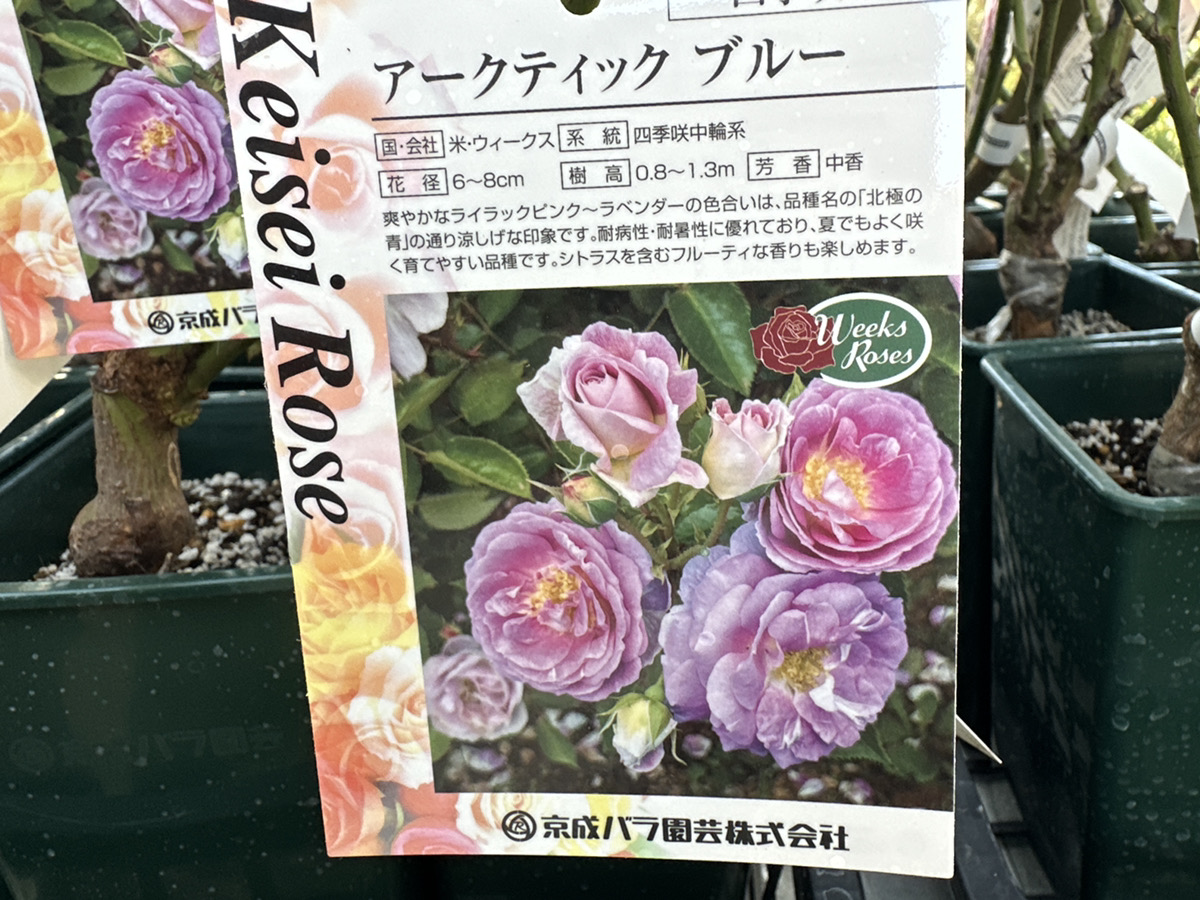 アークティック ブルー
国・会社 米・ウィークス 系統 四季咲中輪系
花径 6～8cm 樹高 0.8～1.3m 芳香 中香
爽やかなライラックピンク～ラベンダーの色合いは、品種名の「北極の
青」の通り涼しげな印象です。耐病性・耐暑性に優れており、夏でもよく咲
く育てやすい品種です。シトラスを含むフルーティな香りも楽しめます。
Keisei Rose
Weeks
Roses
京成バラ園芸株式会社
京成バラ